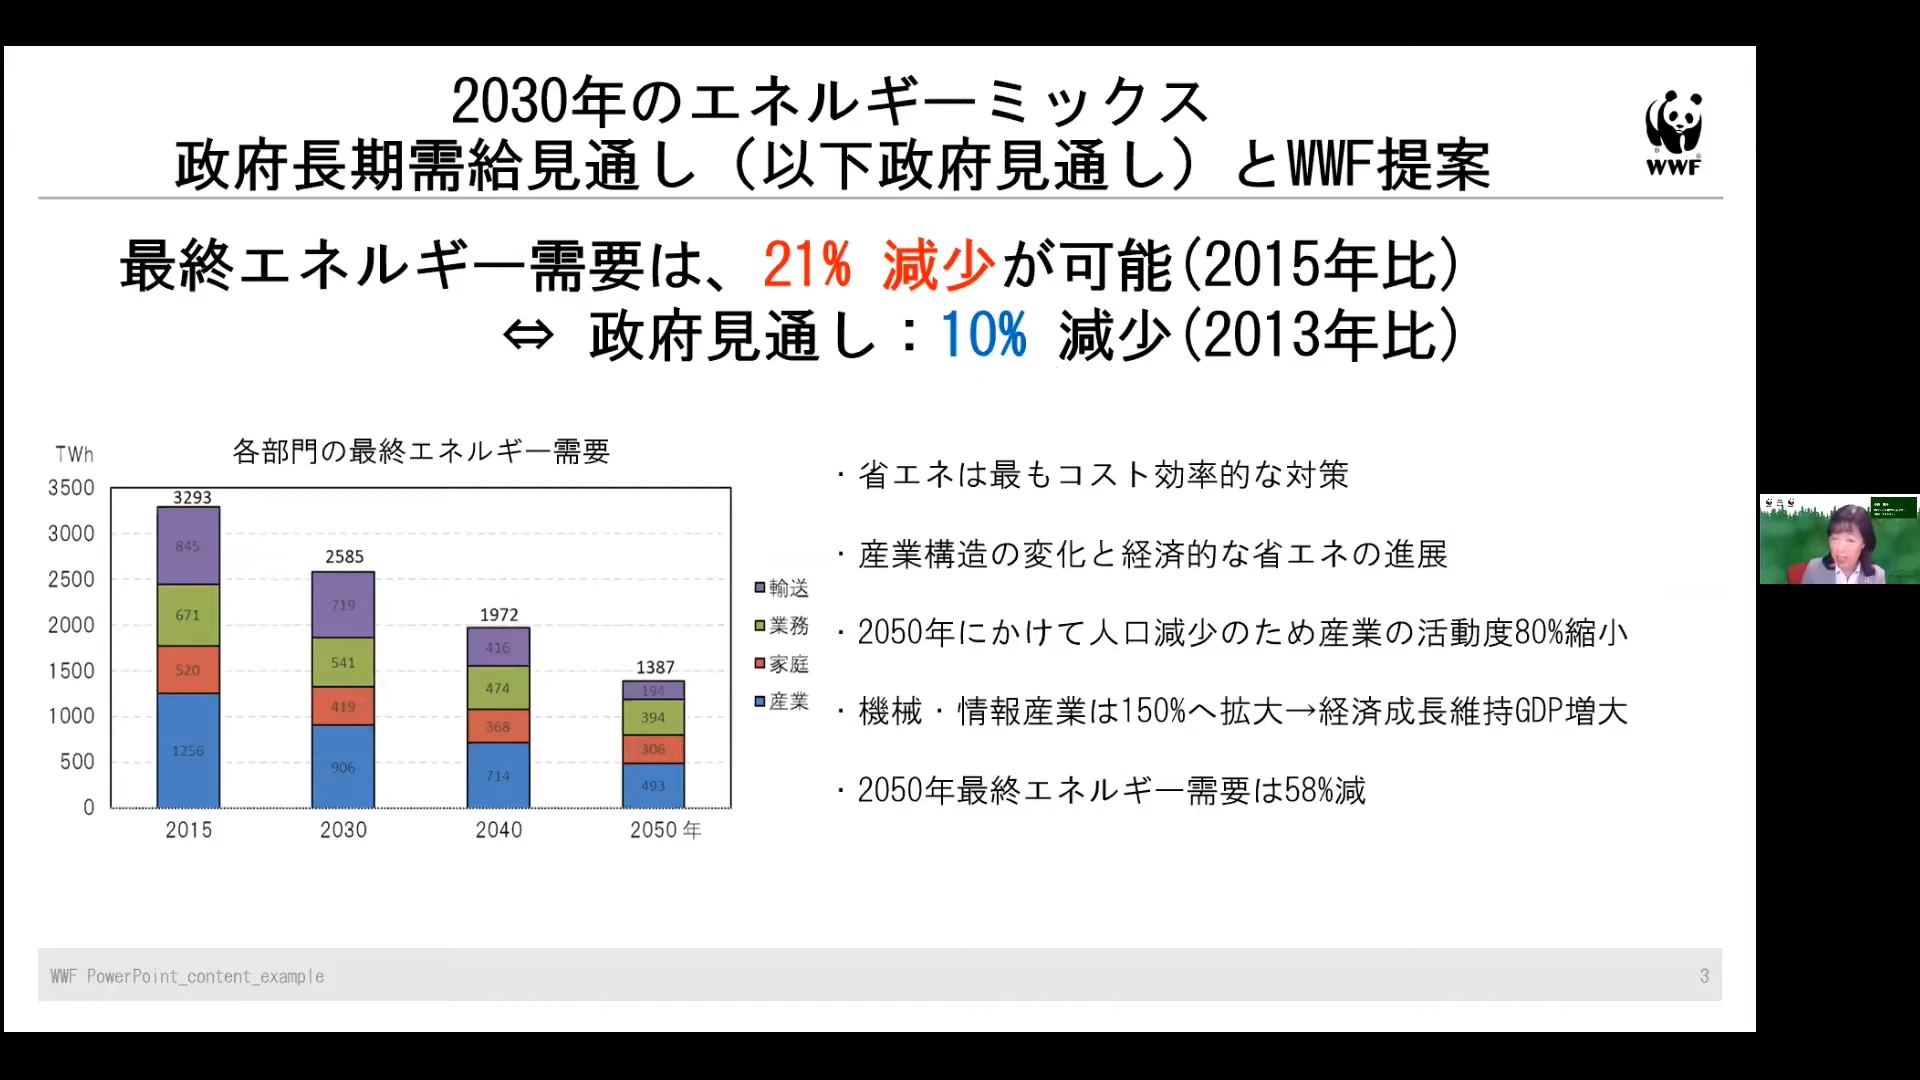 2030年のエネルギーミックス
政府長期需給見通し（以下政府見通し）とWWF提案
WWF
最終エネルギー需要は、21% 減少が可能(2015年比)
⇔ 政府見通し：10% 減少(2013年比)
TWh
各部門の最終エネルギー需要
3500
3000
2500
2000
1500
1000
500
0
3293
845
671
520
1256
2585
719
541
419
906
1972
416
474
368
714
1387
194
394
306
493
2015
2030
2040
2050 年
輸送
業務
家庭
産業
・省エネは最もコスト効率的な対策
・産業構造の変化と経済的な省エネの進展
・2050年にかけて人口減少のため産業の活動度80%縮小
・機械・情報産業は150%へ拡大→経済成長維持GDP増大
・2050年最終エネルギー需要は58%減
WWF PowerPoint_content_example
3